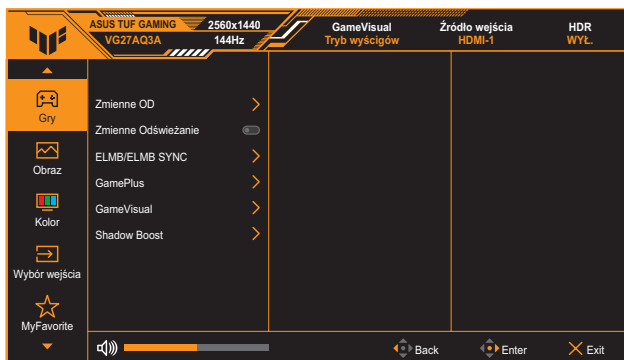 ASUS TUF GAMING
VG27AQ3A
2560x1440
144Hz
GameVisual
Tryb wyścigów
Źródło wejścia
HDMI-1
HDR
WYŁ.
Gry
Obraz
Kolor
Wybór wejścia
MyFavorite
Zmienne OD
Zmienne Odświeżanie
ELMB/ELMB SYNC
GamePlus
GameVisual
Shadow Boost
Back
Enter
Exit